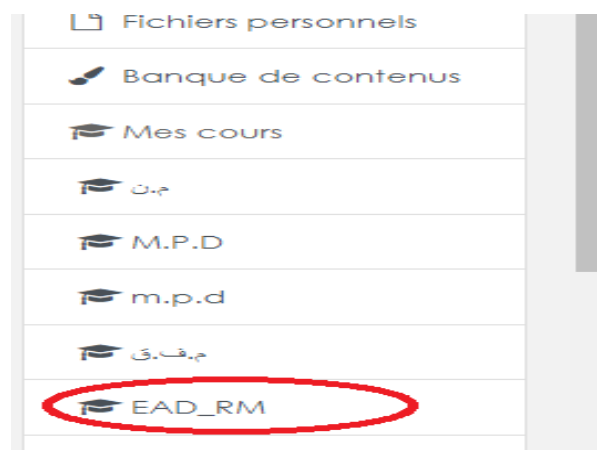 Fichiers personnels
Banque de contenus
Mes cours
م.ن
M.P.D
m.p.d
م.ف.ق
EAD_RM